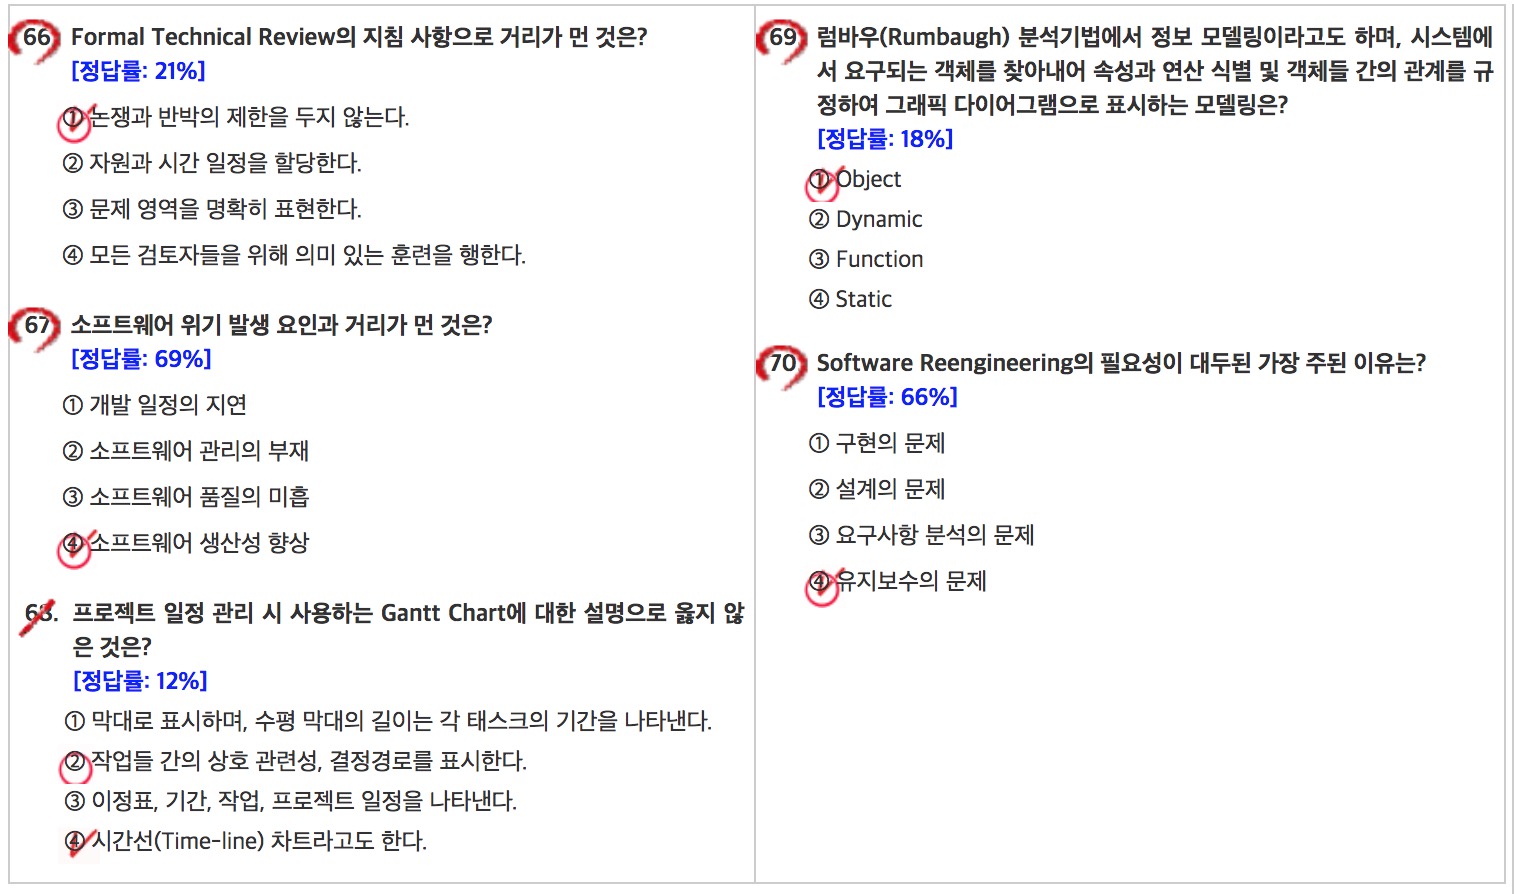 66 Formal Technical Review의 지침 사항으로 거리가 먼 것은?
[정답률: 21%]
① 논쟁과 반박의 제한을 두지 않는다.
② 자원과 시간 일정을 할당한다.
③ 문제 영역을 명확히 표현한다.
④ 모든 검토자들을 위해 의미 있는 훈련을 행한다.
67 소프트웨어 위기 발생 요인과 거리가 먼 것은?
[정답률: 69%]
① 개발 일정의 지연
② 소프트웨어 관리의 부재
③ 소프트웨어 품질의 미흡
④ 소프트웨어 생산성 향상
68. 프로젝트 일정 관리 시 사용하는 Gantt Chart에 대한 설명으로 옳지 않
은 것은?
[정답률: 12%]
① 막대로 표시하며, 수평 막대의 길이는 각 태스크의 기간을 나타낸다.
② 작업들 간의 상호 관련성, 결정경로를 표시한다.
③ 이정표, 기간, 작업, 프로젝트 일정을 나타낸다.
④ 시간선(Time-line) 차트라고도 한다.
69 럼바우(Rumbaugh) 분석기법에서 정보 모델링이라고도 하며, 시스템에
서 요구되는 객체를 찾아내어 속성과 연산 식별 및 객체들 간의 관계를 규
정하여 그래픽 다이어그램으로 표시하는 모델링은?
[정답률: 18%]
① Object
② Dynamic
③ Function
④ Static
70 Software Reengineering의 필요성이 대두된 가장 주된 이유는?
[정답률: 66%]
① 구현의 문제
② 설계의 문제
③ 요구사항 분석의 문제
④ 유지보수의 문제